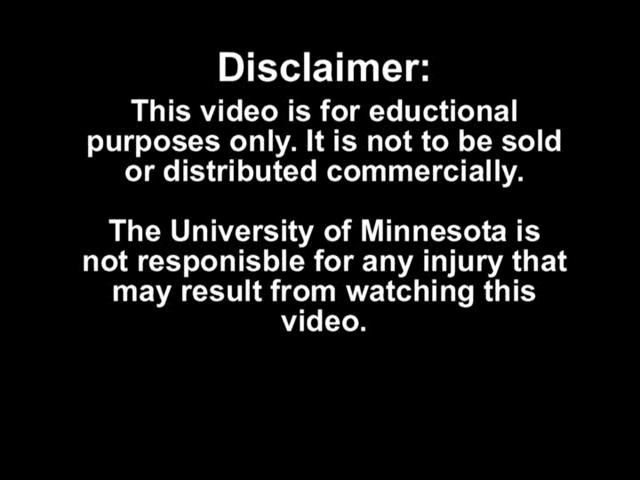 Disclaimer:
This video is for eductional
purposes only. It is not to be sold
or distributed commercially.
The University of Minnesota is
not responisble for any injury that
may result from watching this
video.